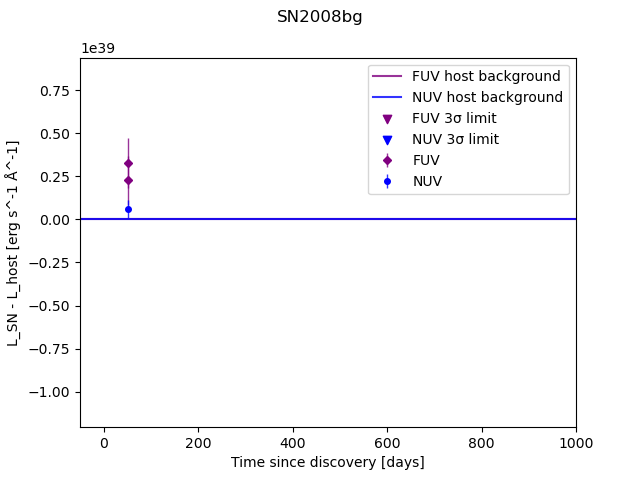 SN2008bg
1e39
FUV host background
NUV host background
FUV 3σ limit
NUV 3σ limit
FUV
NUV
0.75
0.50
0.25
0.00
−0.25
−0.50
−0.75
−1.00
L_SN - L_host [erg s^-1 Å^-1]
0
200
400
600
800
1000
Time since discovery [days]